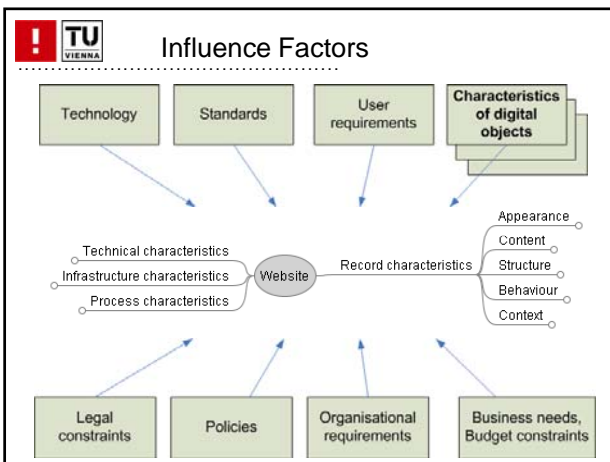 !
TU
VIENNA
Influence Factors
Technology
Standards
User
requirements
Characteristics
of digital
objects
Technical characteristics
Infrastructure characteristics
Process characteristics
Website
Record characteristics
Appearance
Content
Structure
Behaviour
Context
Legal
constraints
Policies
Organisational
requirements
Business needs,
Budget constraints